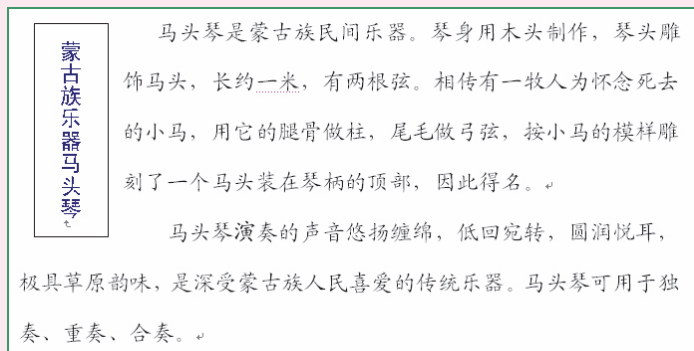 蒙古族乐器马头琴
马头琴是蒙古族民间乐器。琴身用木头制作，琴头雕
饰马头，长约一米，有两根弦。相传有一牧人为怀念死去
的小马，用它的腿骨做柱，尾毛做弓弦，按小马的模样雕
刻了一个马头装在琴柄的顶部，因此得名。
马头琴演奏的声音悠扬缠绵，低回宛转，圆润悦耳，
极具草原韵味，是深受蒙古族人民喜爱的传统乐器。马头琴可用于独
奏、重奏、合奏。